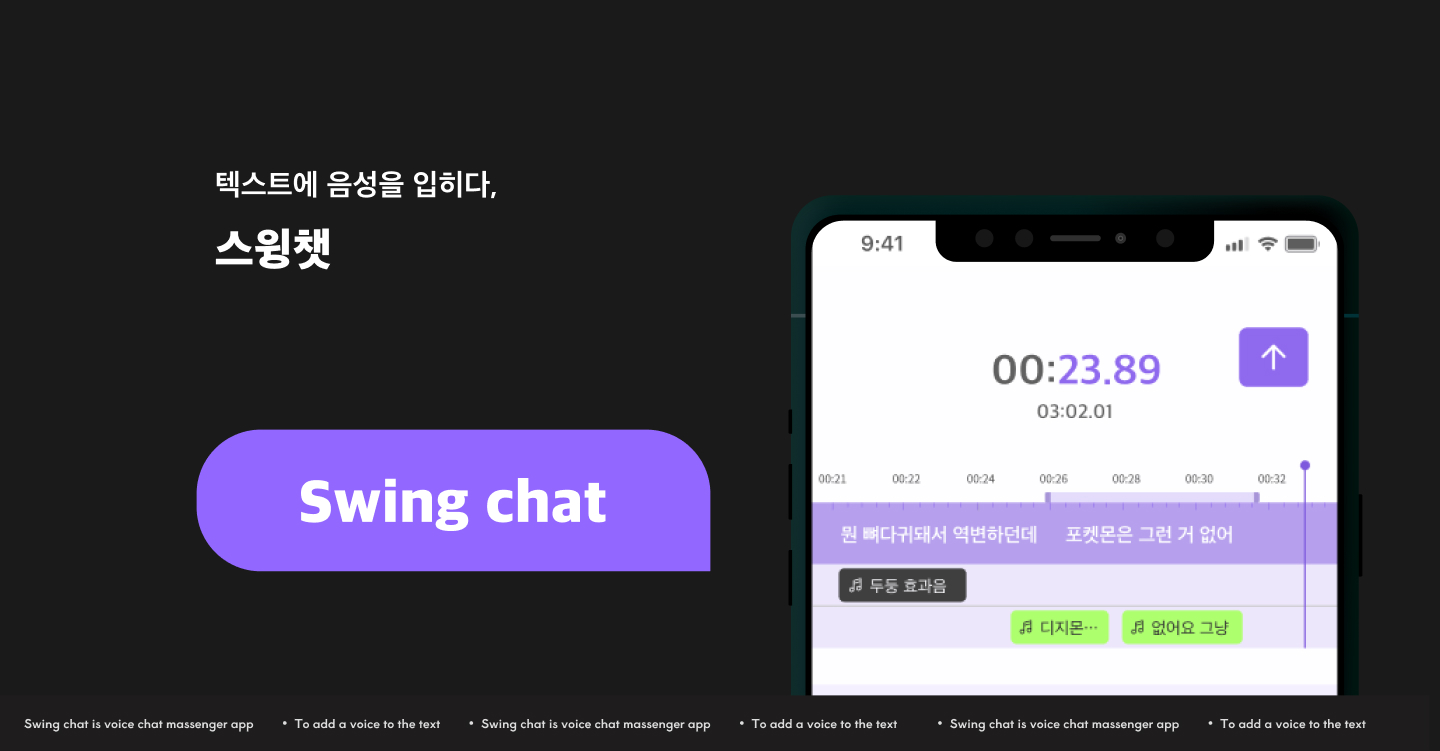 텍스트에 음성을 입히다,
스윙챗
Swing chat
9:41
00:23.89
03:02.01
00:21 00:22 00:24 00:26 00:28 00:30 00:32
뭔 뼈다귀돼서 역변하던데 포켓몬은 그런 거 없어
두둥 효과음
디지몬··· 없어요 그냥
Swing chat is voice chat massenger app • To add a voice to the text • Swing chat is voice chat massenger app • To add a voice to the text • Swing chat is voice chat massenger app • To add a voice to the text